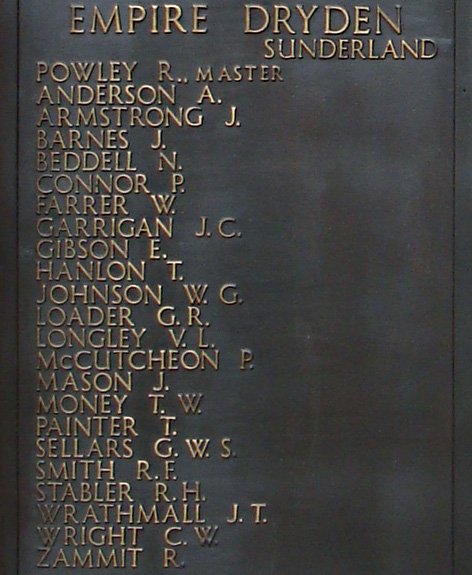 EMPIRE DRYDEN
SUNDERLAND
POWLEY R., MASTER
ANDERSON A.
ARMSTRONG J.
BARNES J.
BEDDELL N.
CONNOR P.
FARRER W.
GARRIGAN J.C.
GIBSON E.
HANLON T.
JOHNSON W.G.
LOADER G.R.
LONGLEY V.L.
McCUTCHEON P.
MASON J.
MONEY T.W.
PAINTER T.
SELLARS G.W.S.
SMITH R.F.
STABLER R.H.
WRATHMALL J.T.
WRIGHT C.W.
ZAMMIT R.